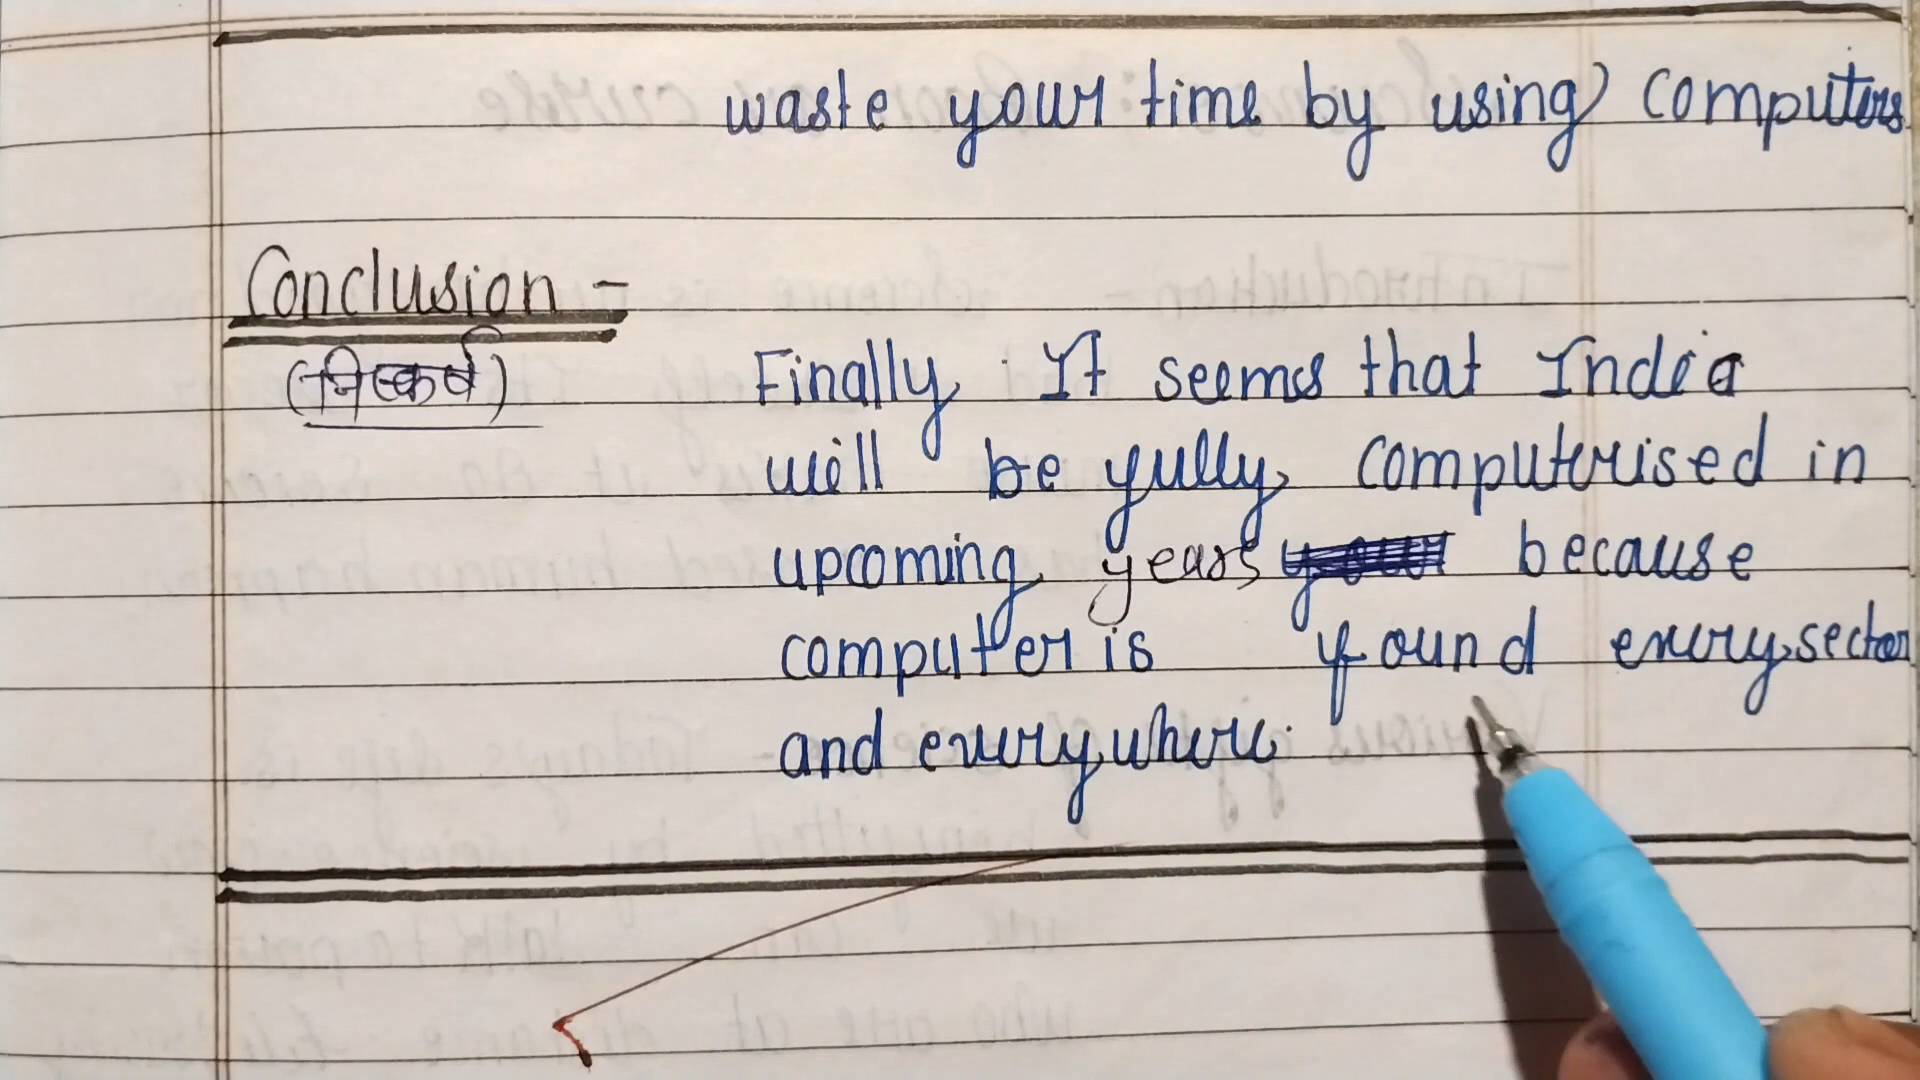 waste your time by using computers
Conclusion -
(निष्कर्ष)
Finally, It seems that India
will be fully computerised in
upcoming years because
computer is found every sector
and everywhere.